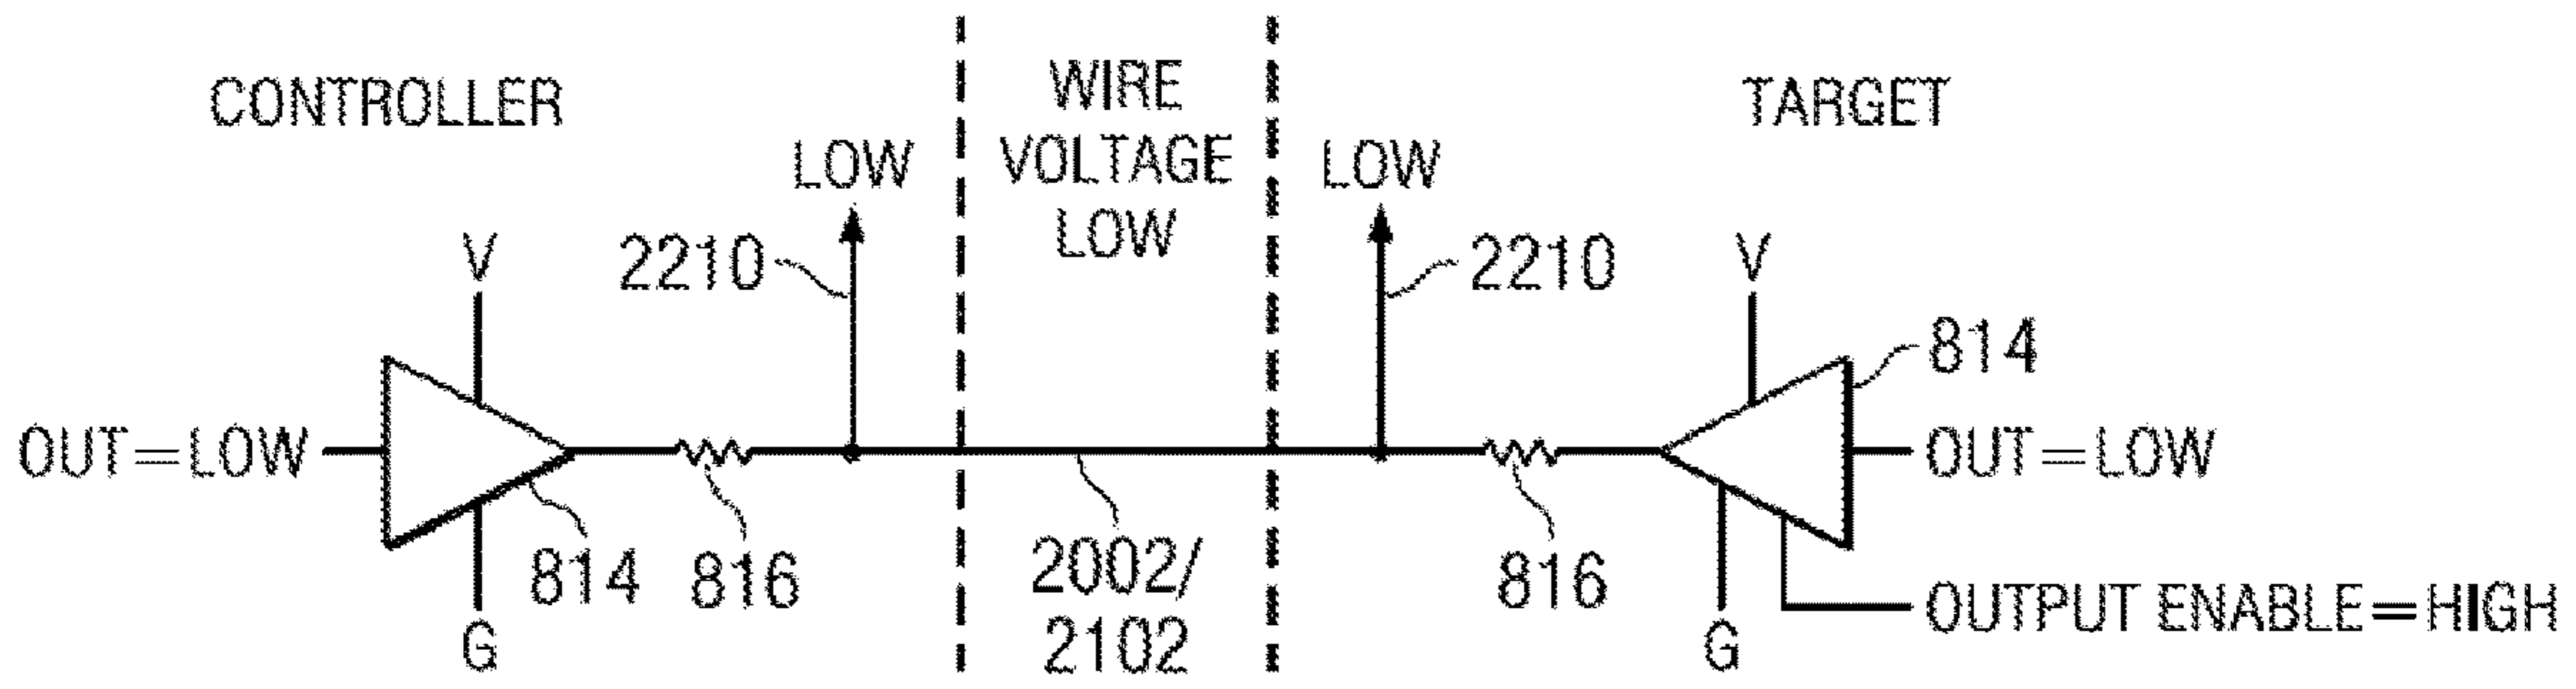 CONTROLLER
WIRE
VOLTAGE
LOW
TARGET
LOW
LOW
V
2210
2210
V
814
OUT=LOW
OUT=LOW
814
816
2002/
2102
816
OUTPUT ENABLE=HIGH
G
G